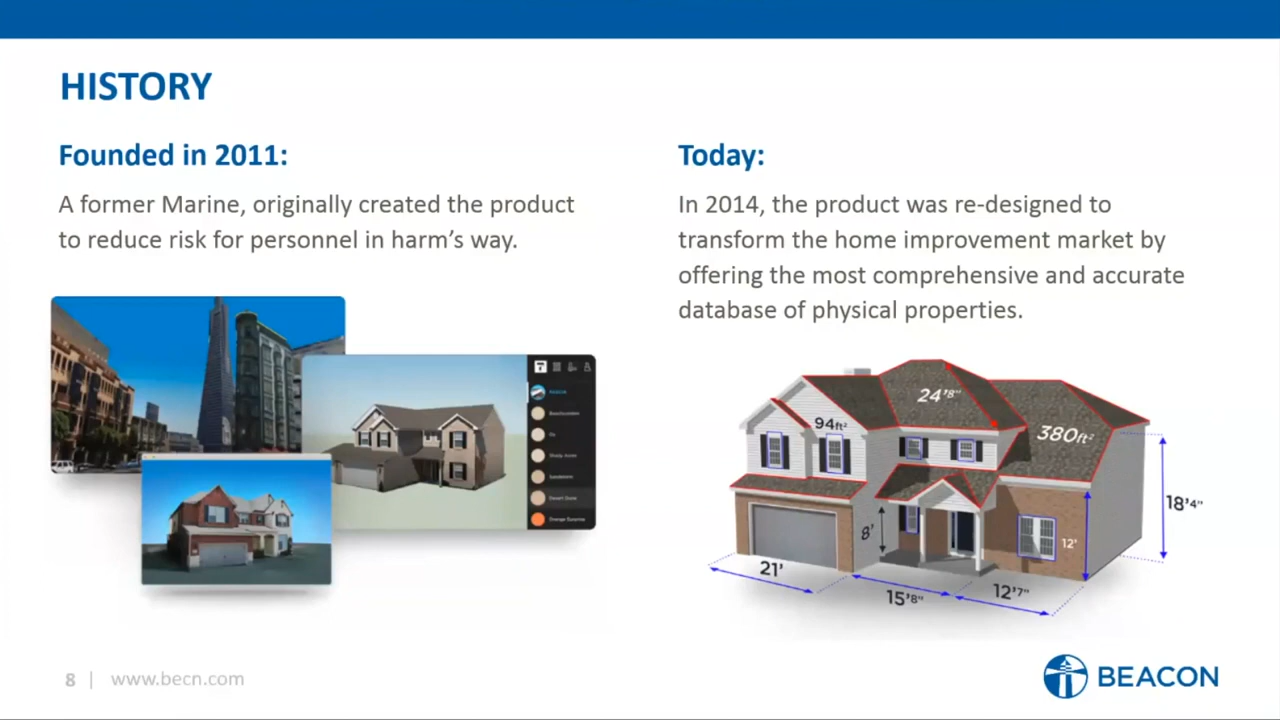 HISTORY
Founded in 2011:
A former Marine, originally created the product
to reduce risk for personnel in harm's way.
Today:
In 2014, the product was re-designed to
transform the home improvement market by
offering the most comprehensive and accurate
database of physical properties.
24'8"
94ft²
380ft²
18'4"
8'
12'
21'
15'8"
12'7"
8 | www.becn.com
BEACON